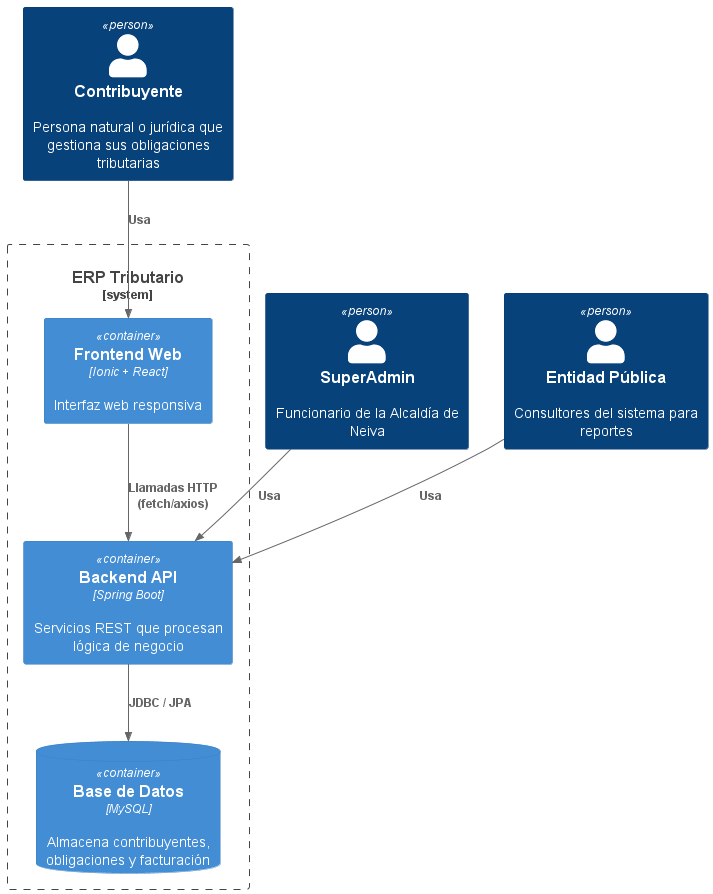 «person»
Contribuyente
Persona natural o jurídica que
gestiona sus obligaciones
tributarias
Usa
ERP Tributario
[system]
«container»
Frontend Web
[Ionic + React]
Interfaz web responsiva
«person»
SuperAdmin
Funcionario de la Alcaldía de
Neiva
«person»
Entidad Pública
Consultores del sistema para
reportes
Llamadas HTTP
(fetch/axios)
Usa
Usa
«container»
Backend API
[Spring Boot]
Servicios REST que procesan
lógica de negocio
JDBC / JPA
«container»
Base de Datos
[MySQL]
Almacena contribuyentes,
obligaciones y facturación